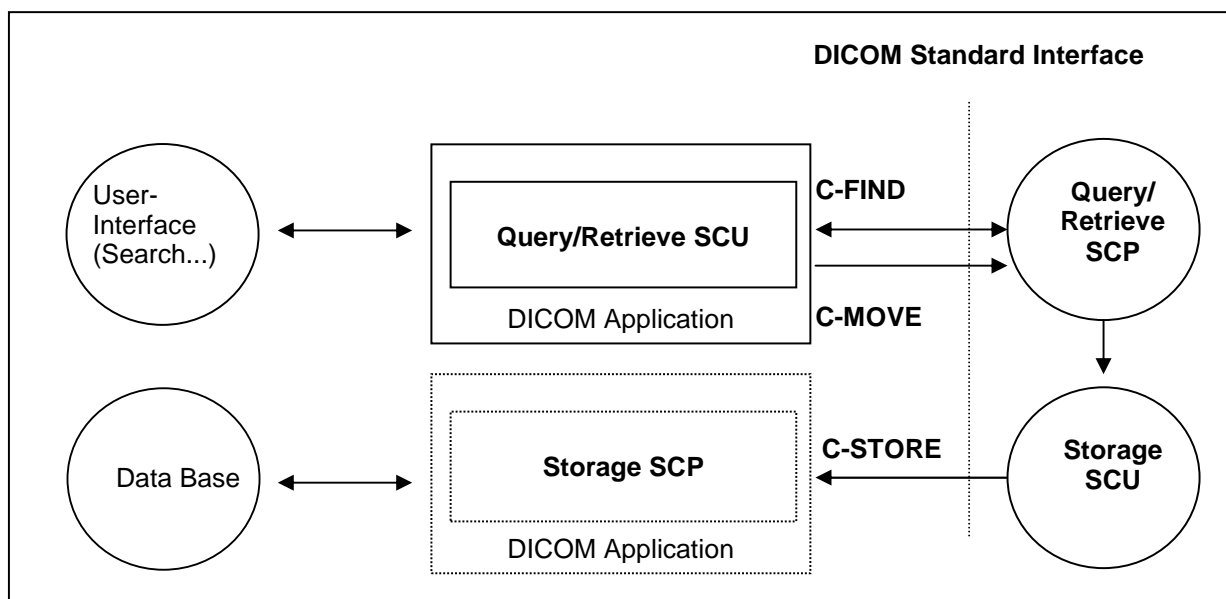 DICOM Standard Interface
User-
Interface
(Search...)
Query/Retrieve SCU
DICOM Application
C-FIND
C-MOVE
Query/
Retrieve
SCP
Data Base
Storage SCP
DICOM Application
C-STORE
Storage
SCU